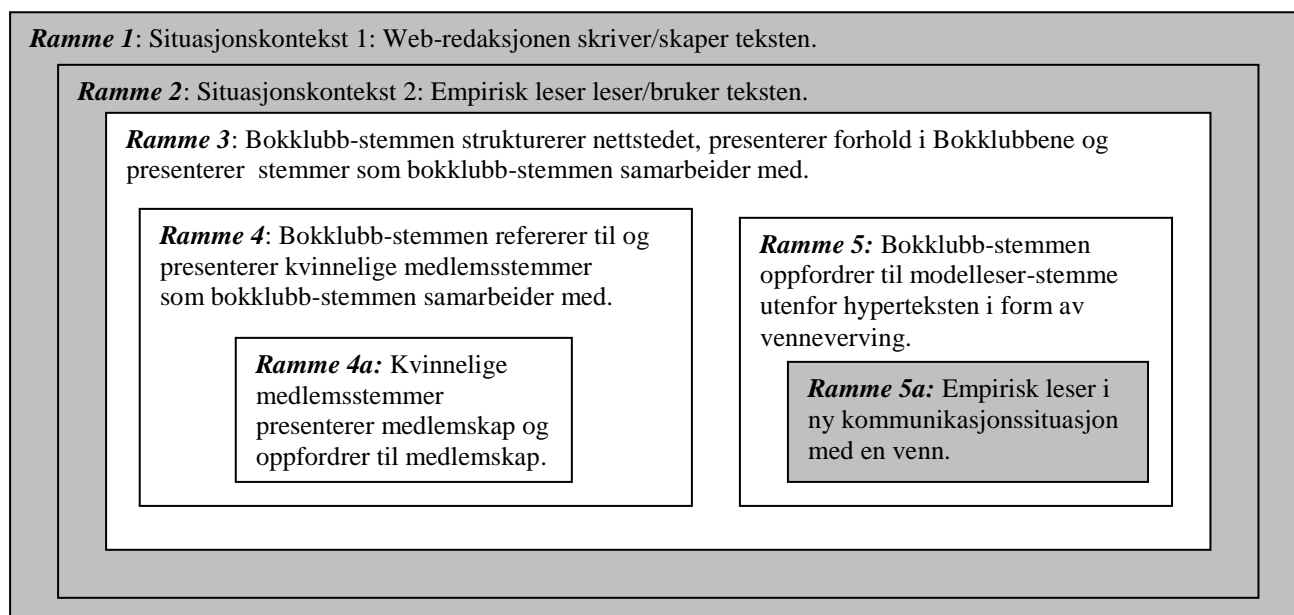 Ramme 1: Situasjonskontekst 1: Web-redaksjonen skriver/skaper teksten.
Ramme 2: Situasjonskontekst 2: Empirisk leser leser/bruker teksten.
Ramme 3: Bokklubb-stemmen strukturerer nettstedet, presenterer forhold i Bokklubbene og
presenterer stemmer som bokklubb-stemmen samarbeider med.
Ramme 4: Bokklubb-stemmen refererer til og
presenterer kvinnelige medlemsstemmer
som bokklubb-stemmen samarbeider med.
Ramme 4a: Kvinnelige
medlemsstemmer
presenterer medlemskap og
oppfordrer til medlemskap.
Ramme 5: Bokklubb-stemmen
oppfordrer til modelleser-stemme
utenfor hyperteksten i form av
venneverving.
Ramme 5a: Empirisk leser i
ny kommunikasjonssituasjon
med en venn.